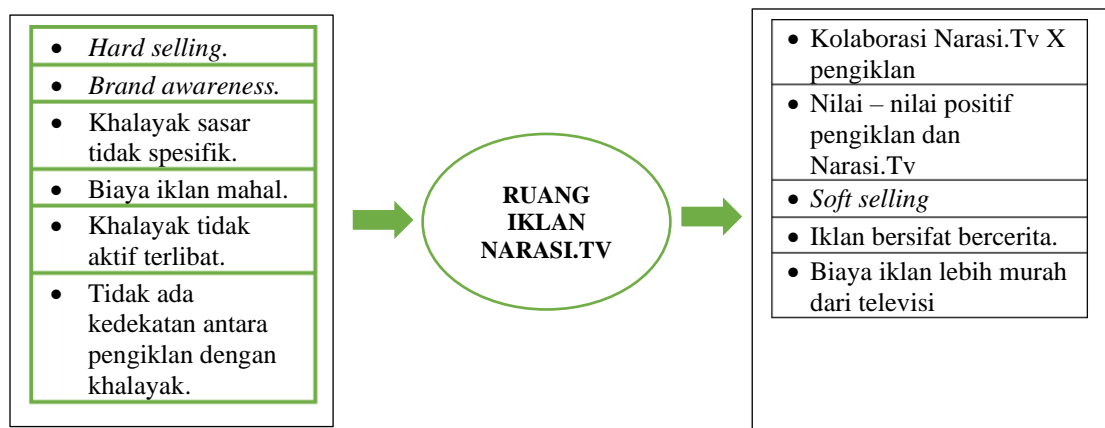 • Hard selling.
• Brand awareness.
• Khalayak sasar
tidak spesifik.
• Biaya iklan mahal.
• Khalayak tidak
aktif terlibat.
• Tidak ada
kedekatan antara
pengiklan dengan
khalayak.
RUANG
IKLAN
NARASI.TV
• Kolaborasi Narasi.Tv X
pengiklan
• Nilai – nilai positif
pengiklan dan
Narasi.Tv
• Soft selling
• Iklan bersifat bercerita.
• Biaya iklan lebih murah
dari televisi